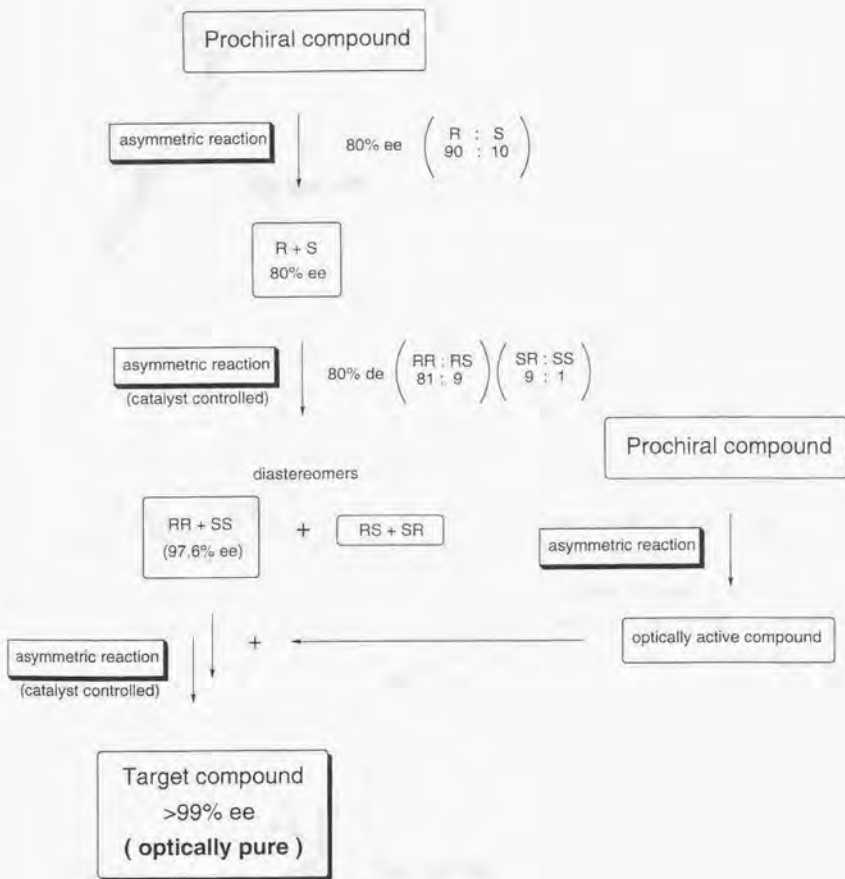 Prochiral compound
asymmetric reaction
80% ee
R : S
90 : 10
R + S
80% ee
asymmetric reaction
(catalyst controlled)
80% de
RR : RS
81 : 9
SR : SS
9 : 1
Prochiral compound
diastereomers
RR + SS
(97.6% ee)
+
RS + SR
asymmetric reaction
optically active compound
+
asymmetric reaction
(catalyst controlled)
Target compound
>99% ee
( optically pure )